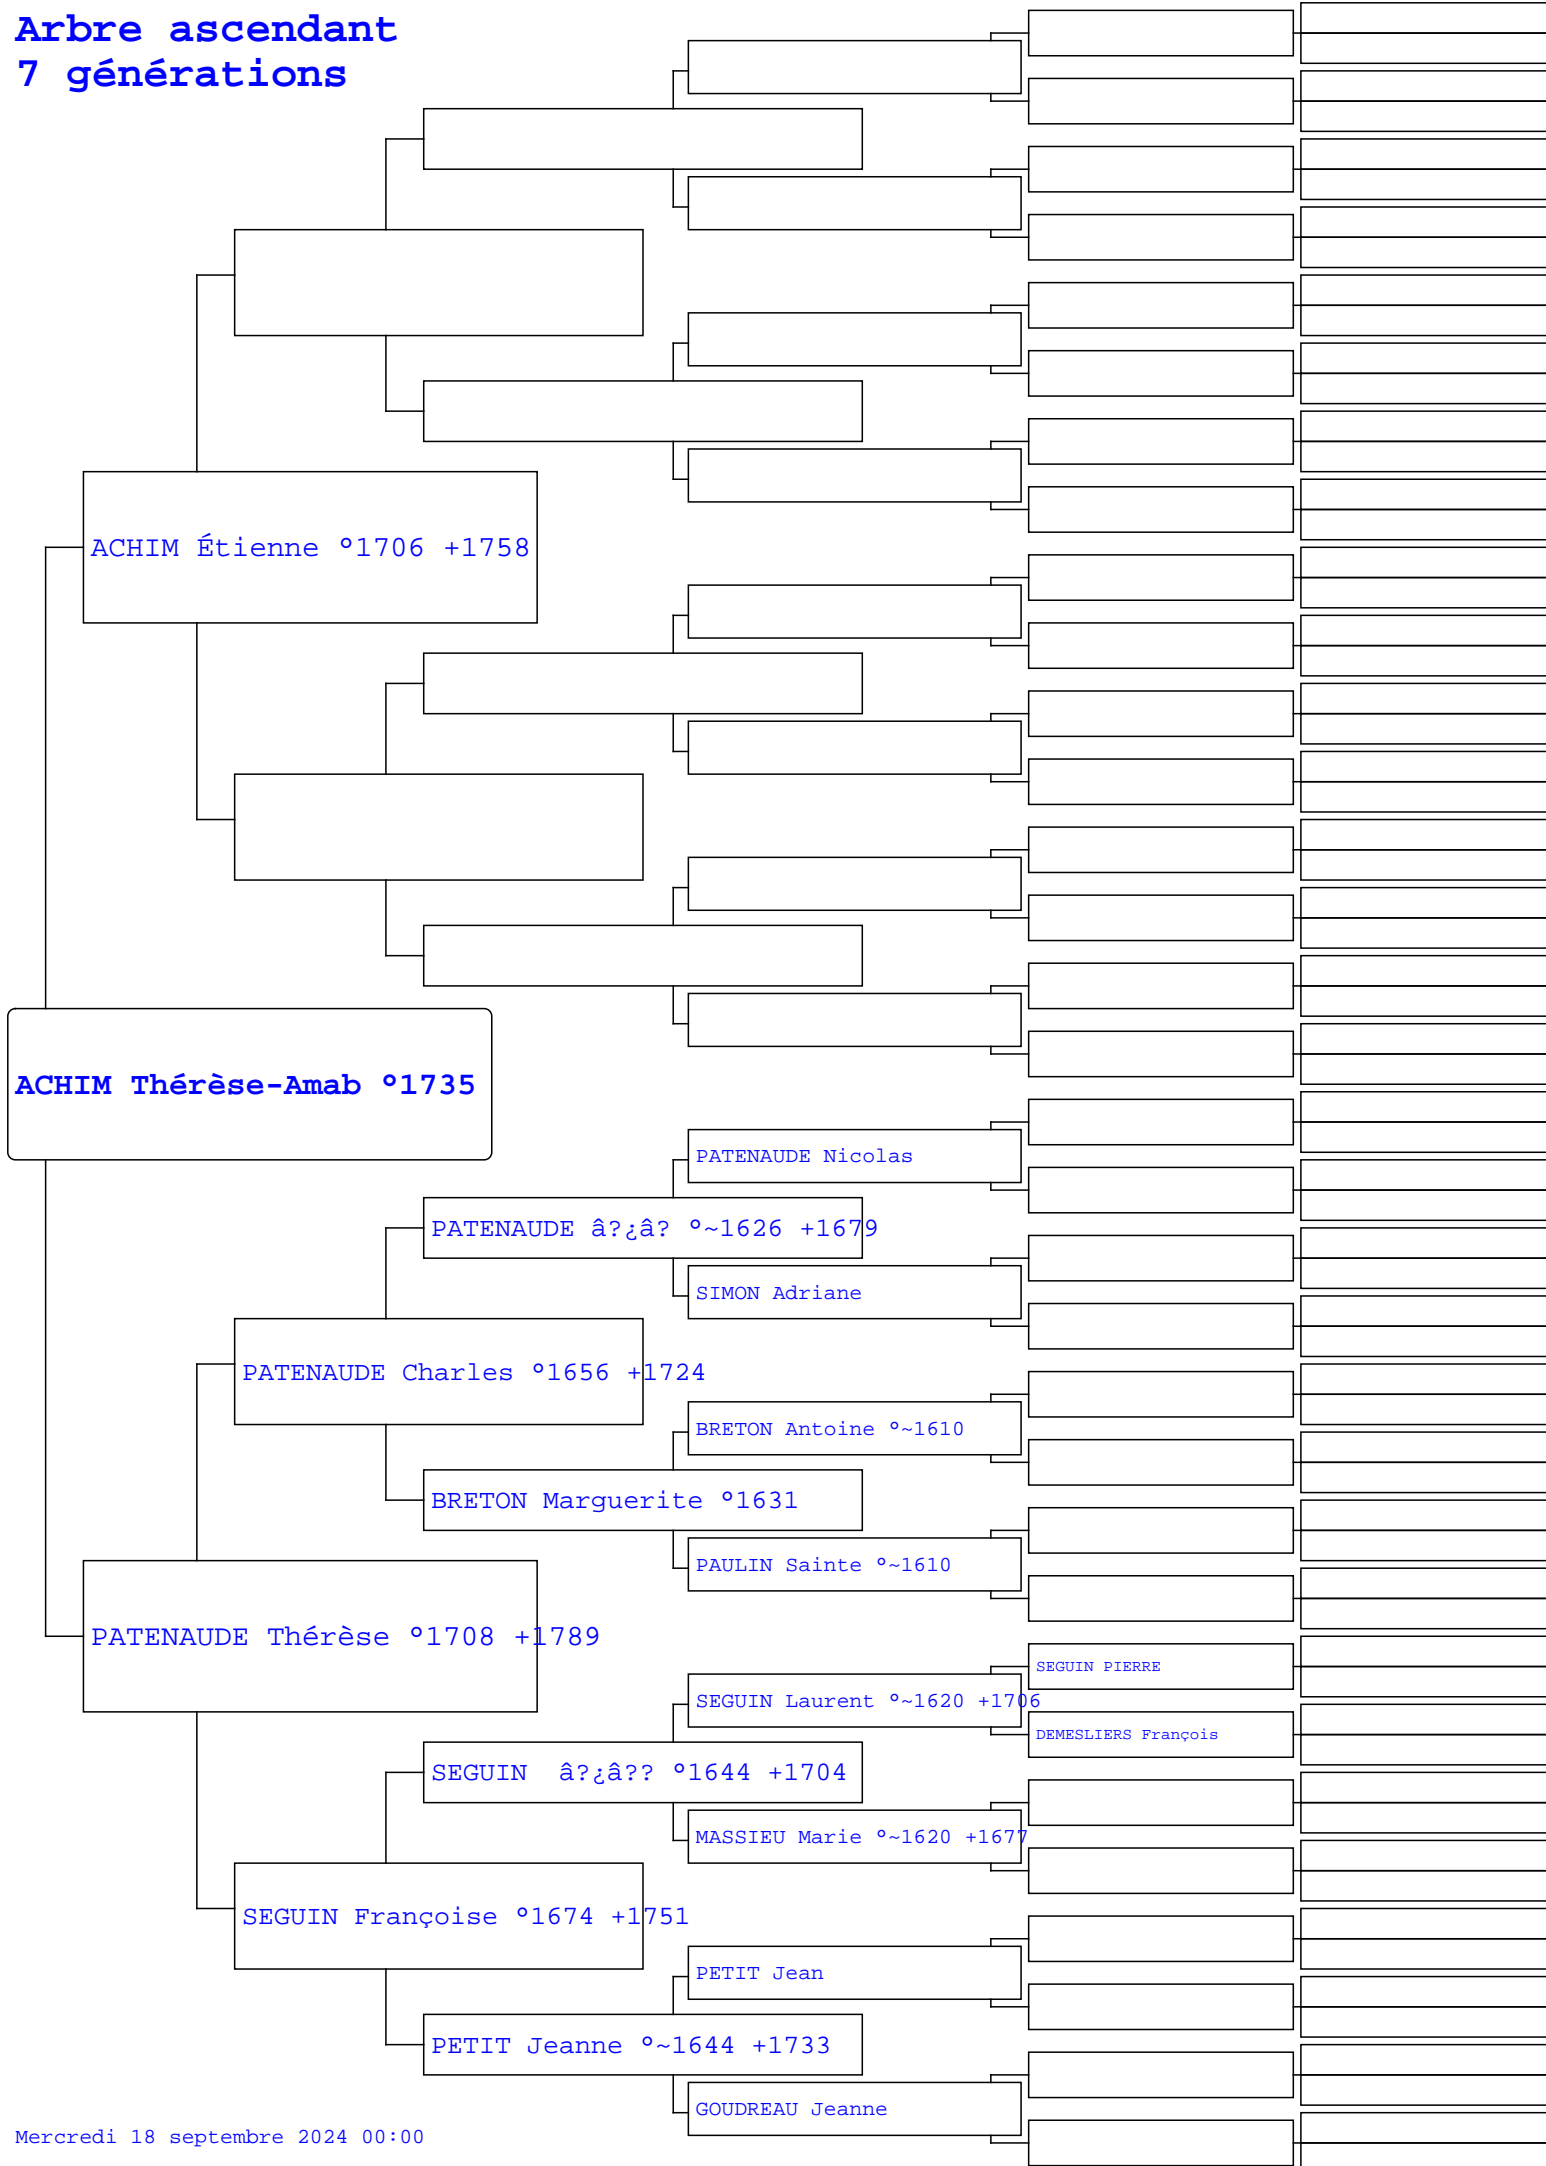 Arbre ascendant
7 générations
ACHIM Étienne °1706 +1758
ACHIM Thérèse-Amab °1735
PATENAUDE Nicolas
PATENAUDE â?¿â? °~1626 +1679
SIMON Adriane
PATENAUDE Charles °1656 +1724
BRETON Antoine °~1610
BRETON Marguerite °1631
PAULIN Sainte °~1610
PATENAUDE Thérèse °1708 +1789
SEGUIN PIERRE
SEGUIN Laurent °~1620 +1706
DEMESLIERS François
SEGUIN  â?¿â?? °1644 +1704
MASSIEU Marie °~1620 +1677
SEGUIN Françoise °1674 +1751
PETIT Jean
PETIT Jeanne °~1644 +1733
GOUDREAU Jeanne
Mercredi 18 septembre 2024 00:00